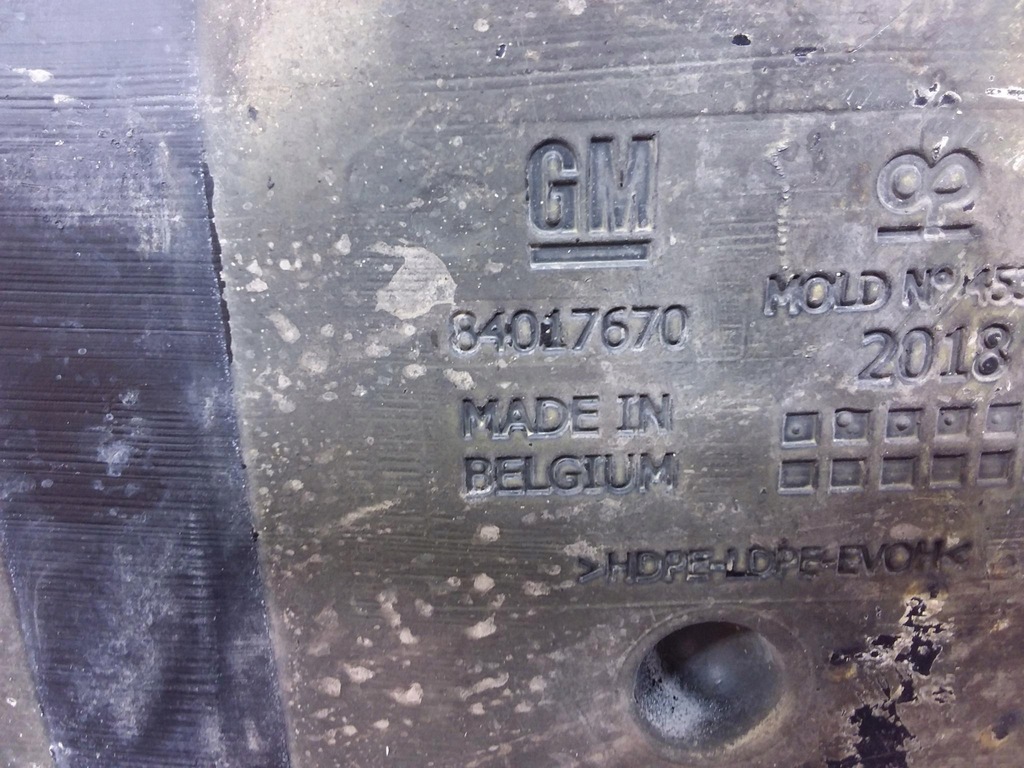 GM
84017670
MADE IN
BELGIUM
MOLD Nº
2018
>HDPE-LDPE-EVOH<